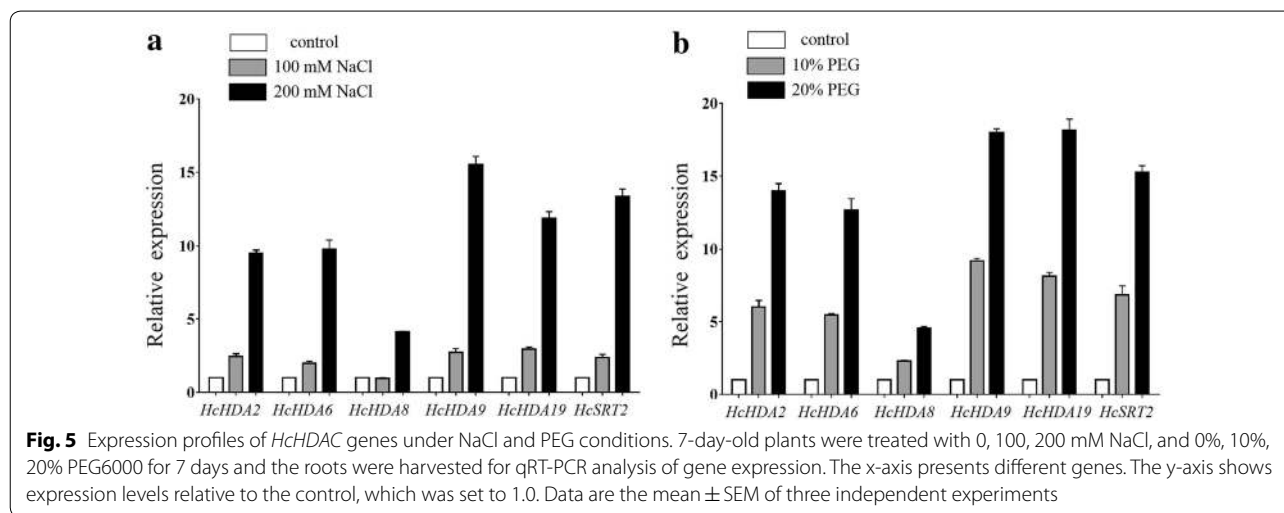 a
control
100 mM NaCl
200 mM NaCl
Relative expression
20
15
10
5
0
HcHDA2 HcHDA6 HcHDA8 HcHDA9 HcHDA19 HcSRT2
b
control
10% PEG
20% PEG
Relative expression
20
15
10
5
0
HcHDA2 HcHDA6 HcHDA8 HcHDA9 HcHDA19 HcSRT2
Fig. 5 Expression profiles of HcHDAC genes under NaCl and PEG conditions. 7-day-old plants were treated with 0, 100, 200 mM NaCl, and 0%, 10%,
20% PEG6000 for 7 days and the roots were harvested for qRT-PCR analysis of gene expression. The x-axis presents different genes. The y-axis shows
expression levels relative to the control, which was set to 1.0. Data are the mean ± SEM of three independent experiments